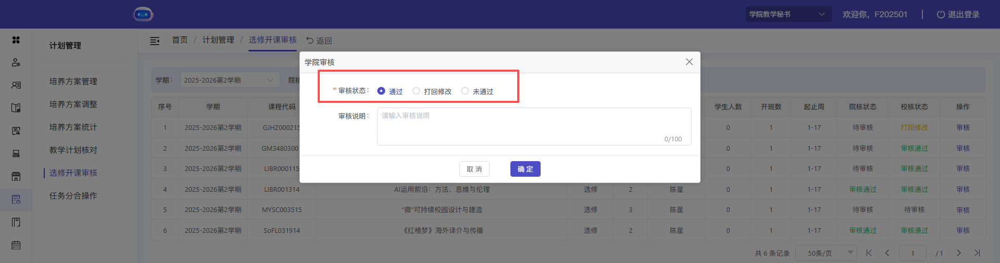 学院教学秘书 欢迎你，F202501 | 退出登录
计划管理
培养方案管理
培养方案调整
培养方案统计
教学计划核对
选修开课审核
任务分合操作
首页 / 计划管理 / 选修开课审核 返回
学期： 2025-2026第2学期 院核
序号 学期 课程代码 学生人数 开班数 起止周 院核状态 校核状态 操作
1 2025-2026第2学期 GJHZ000215 0 1 1-17 待审核 打回修改 审核
2 2025-2026第2学期 GM3480300 0 1 1-17 待审核 审核通过 审核
3 2025-2026第2学期 LIBR000115 0 1 1-17 待审核 审核通过 审核
4 2025-2026第2学期 LIBR001314 AI运用前沿：方法、思维与伦理 选修 2 陈星 0 1 1-17 审核通过 审核通过 审核
5 2025-2026第2学期 MYSC003515 “微”可持续校园设计与建造 选修 3 陈星 0 1 1-17 待审核 待审核 审核
6 2025-2026第2学期 SoFL031914 《红楼梦》海外译介与传播 选修 2 陈星 0 1 1-17 审核通过 审核通过 审核
共 6 条记录 50条/页 1 / 1
学院审核
* 审核状态： 通过 打回修改 未通过
审核说明： 请输入审核说明
0/100
取 消 确 定